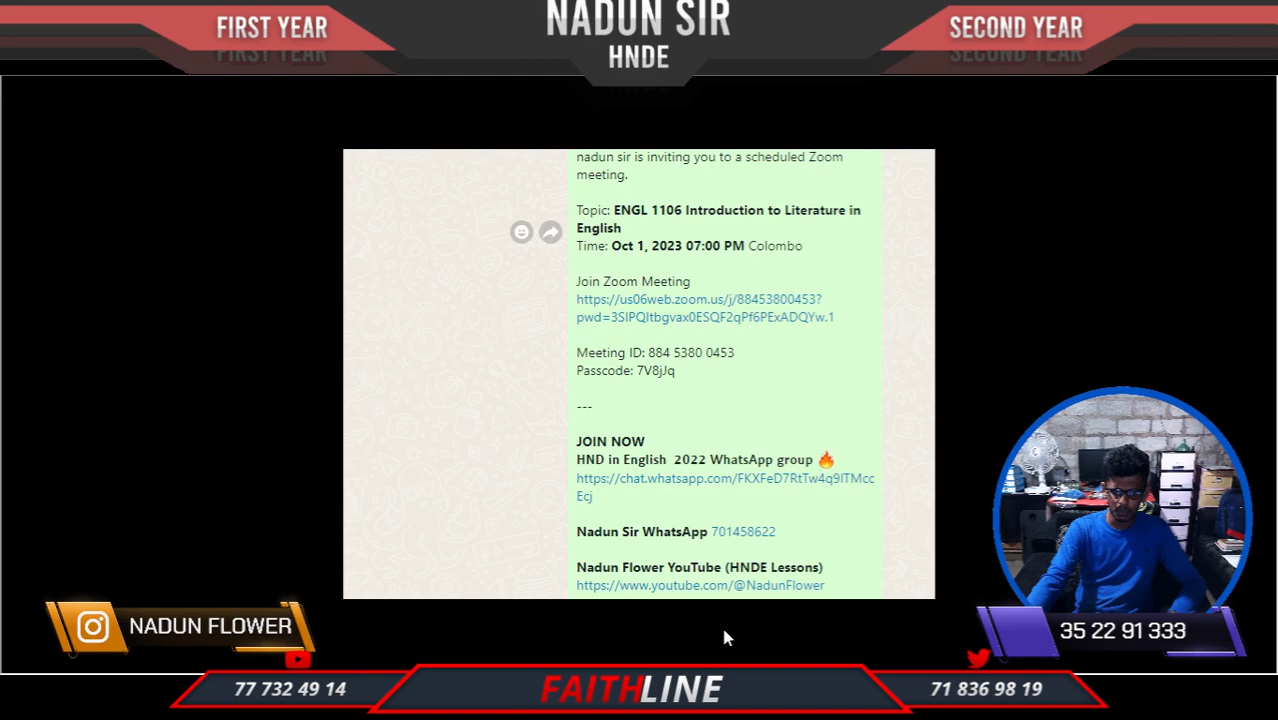 FIRST YEAR
NADUN SIR
SECOND YEAR
HNDE
nadun sir is inviting you to a scheduled Zoom
meeting.
Topic: ENGL 1106 Introduction to Literature in
English
Time: Oct 1, 2023 07:00 PM Colombo
Join Zoom Meeting
https://us06web.zoom.us/j/88453800453?
pwd=3SIPQItbgvax0ESQF2qPf6PExADQYw.1
Meeting ID: 884 5380 0453
Passcode: 7V8jJq
---
JOIN NOW
HND in English 2022 WhatsApp group 🔥
https://chat.whatsapp.com/FKXFeD7RtTw4q9lTMcc
Ecj
Nadun Sir WhatsApp 701458622
Nadun Flower YouTube (HNDE Lessons)
https://www.youtube.com/@NadunFlower
NADUN FLOWER
35 22 91 333
77 732 49 14
FAITHLINE
71 836 98 19